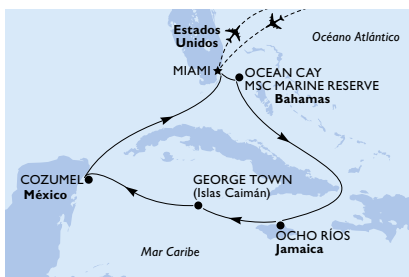 Estados
Unidos
Océano Atlántico
MIAMI
OCEAN CAY
MSC MARINE RESERVE
Bahamas
COZUMEL
México
GEORGE TOWN
(Islas Caimán)
OCHO RÍOS
Jamaica
Mar Caribe